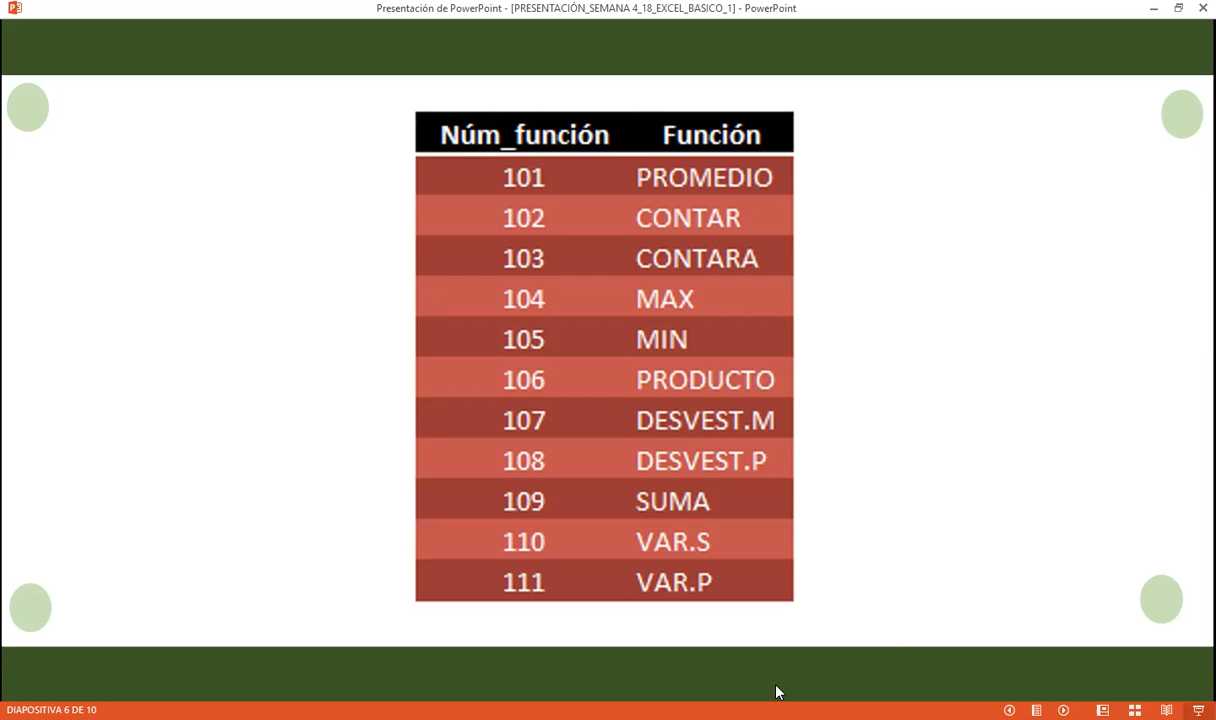 Presentación de PowerPoint - [PRESENTACIÓN_SEMANA 4_18_EXCEL_BASICO_1] - PowerPoint
Núm_función Función
101 PROMEDIO
102 CONTAR
103 CONTARA
104 MAX
105 MIN
106 PRODUCTO
107 DESVEST.M
108 DESVEST.P
109 SUMA
110 VAR.S
111 VAR.P
DIAPOSITIVA 6 DE 10